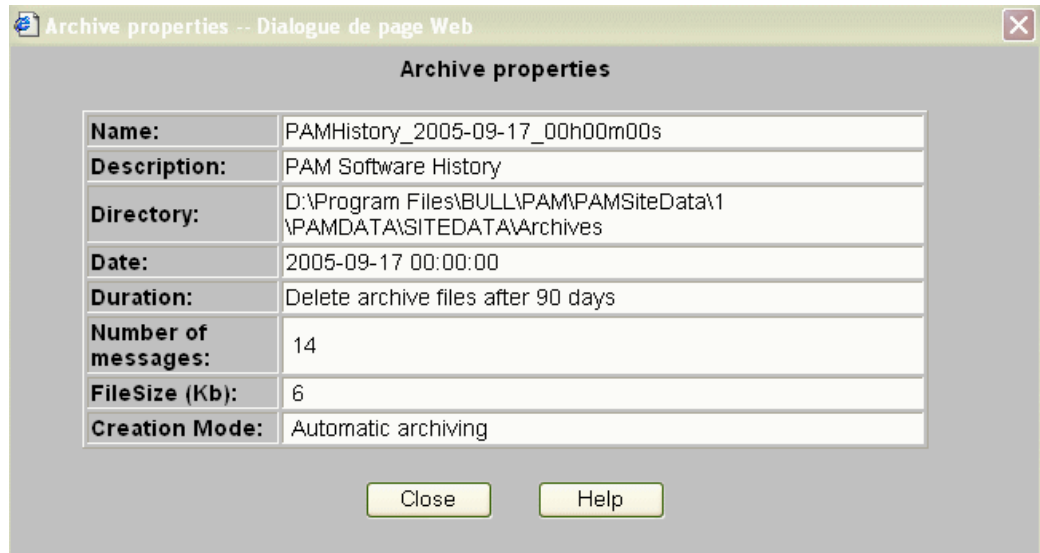 Archive properties -- Dialogue de page Web
Archive properties
Name: PAMHistory_2005-09-17_00h00m00s
Description: PAM Software History
Directory: D:\Program Files\BULL\PAM\PAMSiteData\1
\PAMDATA\SITEDATA\Archives
Date: 2005-09-17 00:00:00
Duration: Delete archive files after 90 days
Number of
messages: 14
FileSize (Kb): 6
Creation Mode: Automatic archiving
Close Help